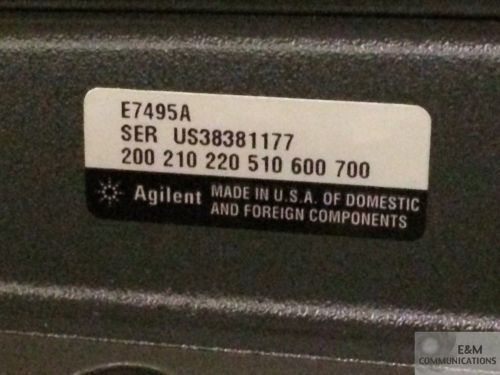 E7495A
SER US38381177
200 210 220 510 600 700
Agilent MADE IN U.S.A. OF DOMESTIC
AND FOREIGN COMPONENTS
E&M
COMMUNICATIONS